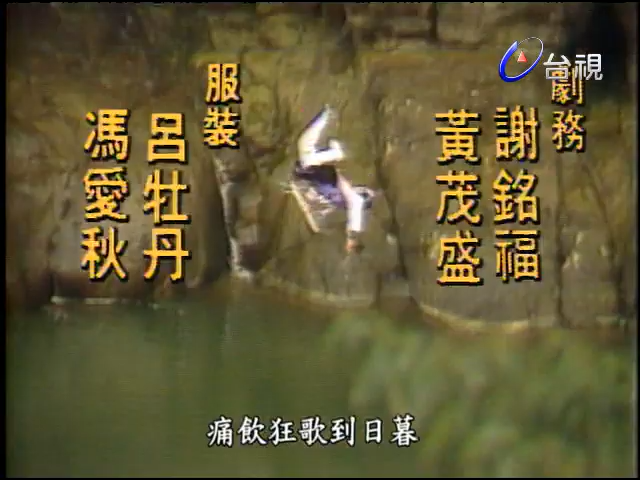 台視
劇務
謝銘福
黃茂盛
服裝
呂牡丹
馮愛秋
痛飲狂歌到日暮